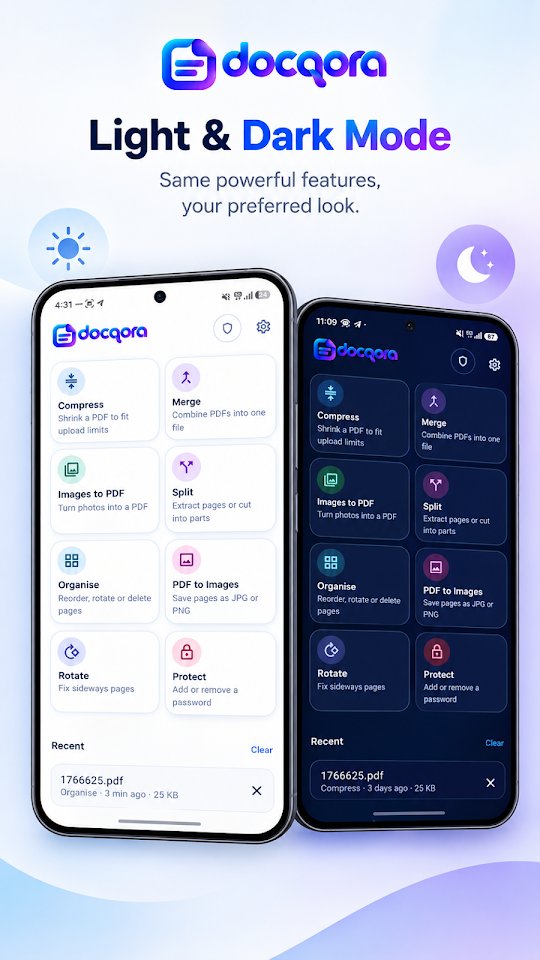 docqora
Light & Dark Mode
Same powerful features,
your preferred look.
4:31
24
docqora
Compress
Shrink a PDF to fit
upload limits
Merge
Combine PDFs into one
file
Images to PDF
Turn photos into a PDF
Split
Extract pages or cut
into parts
Organise
Reorder, rotate or delete
pages
PDF to Images
Save pages as JPG or
PNG
Rotate
Fix sideways pages
Protect
Add or remove a
password
Recent
Clear
1766625.pdf
Organise · 3 min ago · 25 KB
11:09
87
docqora
Compress
Shrink a PDF to fit
upload limits
Merge
Combine PDFs into one
file
Images to PDF
Turn photos into a PDF
Split
Extract pages or cut
into parts
Organise
Reorder, rotate or delete
pages
PDF to Images
Save pages as JPG or
PNG
Rotate
Fix sideways pages
Protect
Add or remove a
password
Recent
Clear
1766625.pdf
Compress · 3 days ago · 25 KB